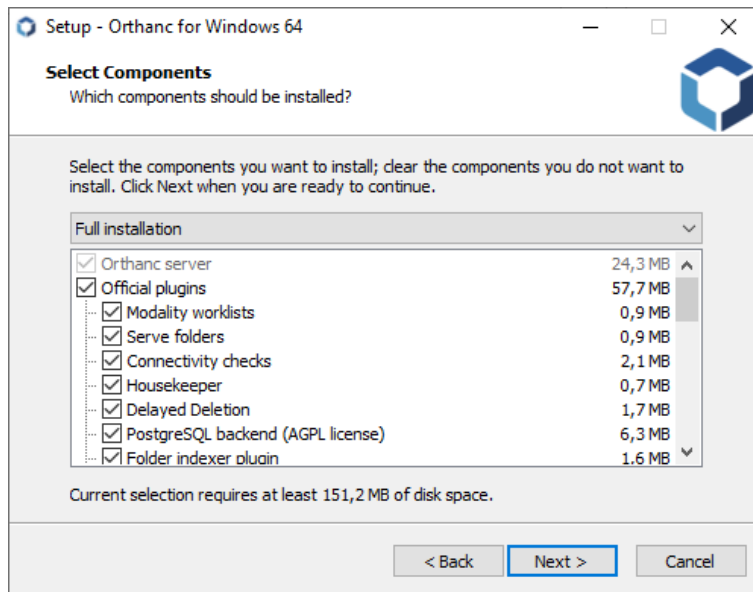 Setup - Orthanc for Windows 64
Select Components
Which components should be installed?
Select the components you want to install; clear the components you do not want to
install. Click Next when you are ready to continue.
Full installation
Orthanc server 24,3 MB
Official plugins 57,7 MB
Modality worklists 0,9 MB
Serve folders 0,9 MB
Connectivity checks 2,1 MB
Housekeeper 0,7 MB
Delayed Deletion 1,7 MB
PostgreSQL backend (AGPL license) 6,3 MB
Folder indexer plugin 1,6 MB
Current selection requires at least 151,2 MB of disk space.
< Back Next > Cancel